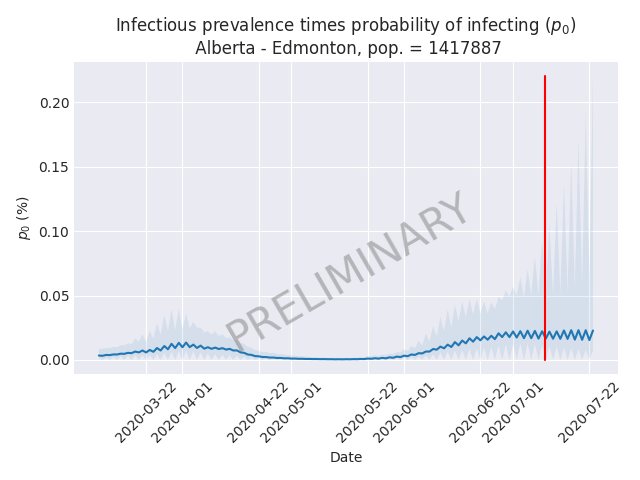 Infectious prevalence times probability of infecting (p₀)
Alberta - Edmonton, pop. = 1417887
p₀ (%)
0.20
0.15
0.10
0.05
0.00
PRELIMINARY
2020-03-22
2020-04-01
2020-04-22
2020-05-01
2020-05-22
2020-06-01
2020-06-22
2020-07-01
2020-07-22
Date